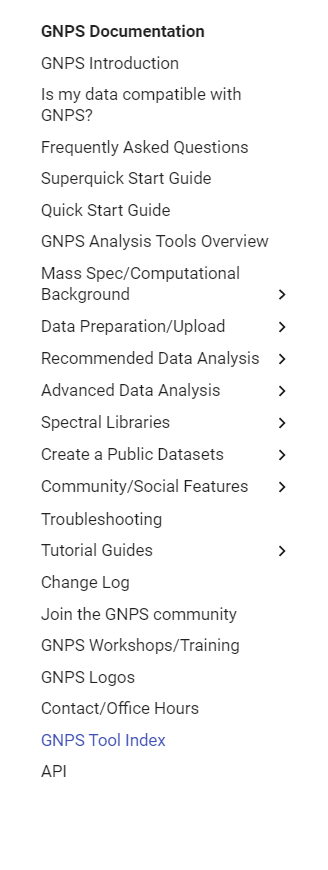 GNPS Documentation
GNPS Introduction
Is my data compatible with
GNPS?
Frequently Asked Questions
Superquick Start Guide
Quick Start Guide
GNPS Analysis Tools Overview
Mass Spec/Computational
Background
Data Preparation/Upload
Recommended Data Analysis
Advanced Data Analysis
Spectral Libraries
Create a Public Datasets
Community/Social Features
Troubleshooting
Tutorial Guides
Change Log
Join the GNPS community
GNPS Workshops/Training
GNPS Logos
Contact/Office Hours
GNPS Tool Index
API